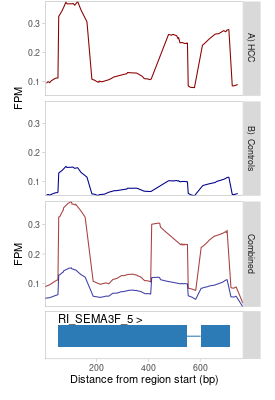 0.3
0.2
0.1
FPM
A) HCC
0.3
0.2
0.1
B) Controls
0.3
0.2
0.1
FPM
Combined
RI_SEMA3F_5 >
200 400 600
Distance from region start (bp)